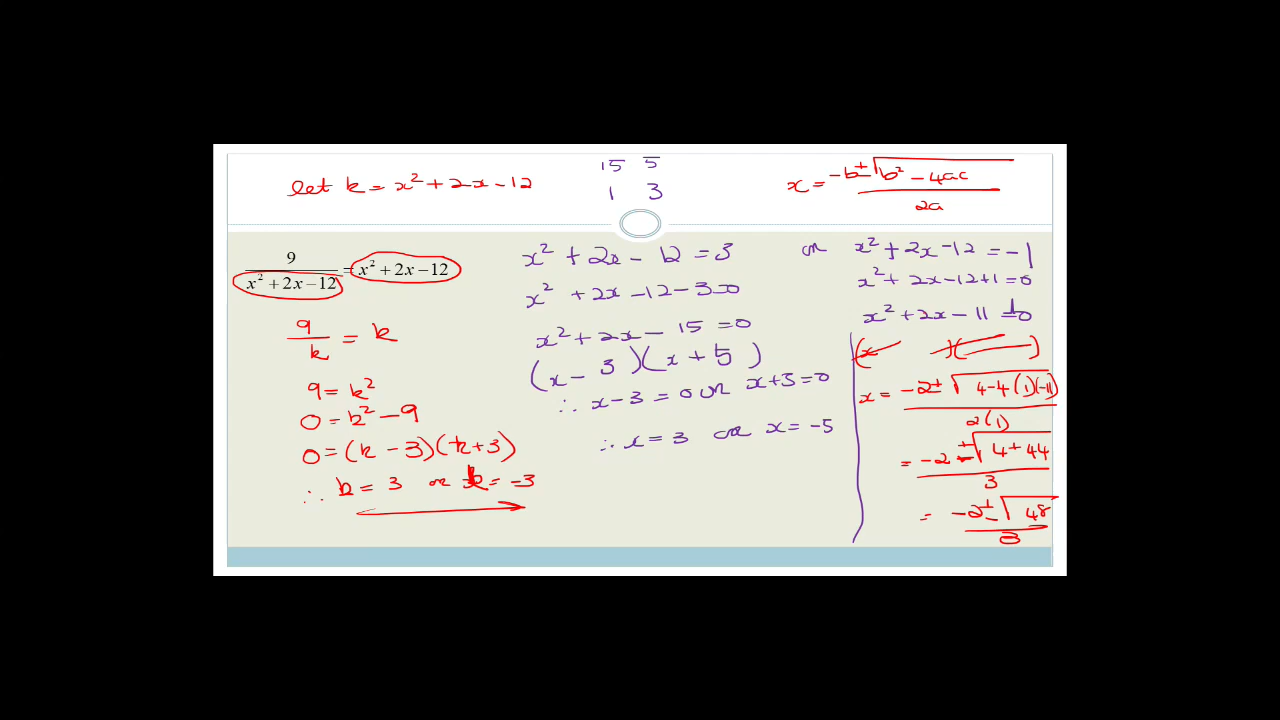 let k = x² + 2x - 12
15 5
1 3
x = -b ± √b² - 4ac
2a
9
x² + 2x - 12
= x² + 2x - 12
9
k
= k
9 = k²
0 = k² - 9
0 = (k - 3)(k + 3)
∴ k = 3 or k = -3
x² + 2x - 12 = 3
x² + 2x - 12 - 3 = 0
x² + 2x - 15 = 0
(x - 3)(x + 5)
∴ x - 3 = 0 or x + 5 = 0
∴ x = 3 or x = -5
or x² + 2x - 12 = -1
x² + 2x - 12 + 1 = 0
x² + 2x - 11 = 0
(x )( )
x = -2 ± √4 - 4(1)(-11)
2(1)
= -2 ± √4 + 44
3
= -2 ± √48